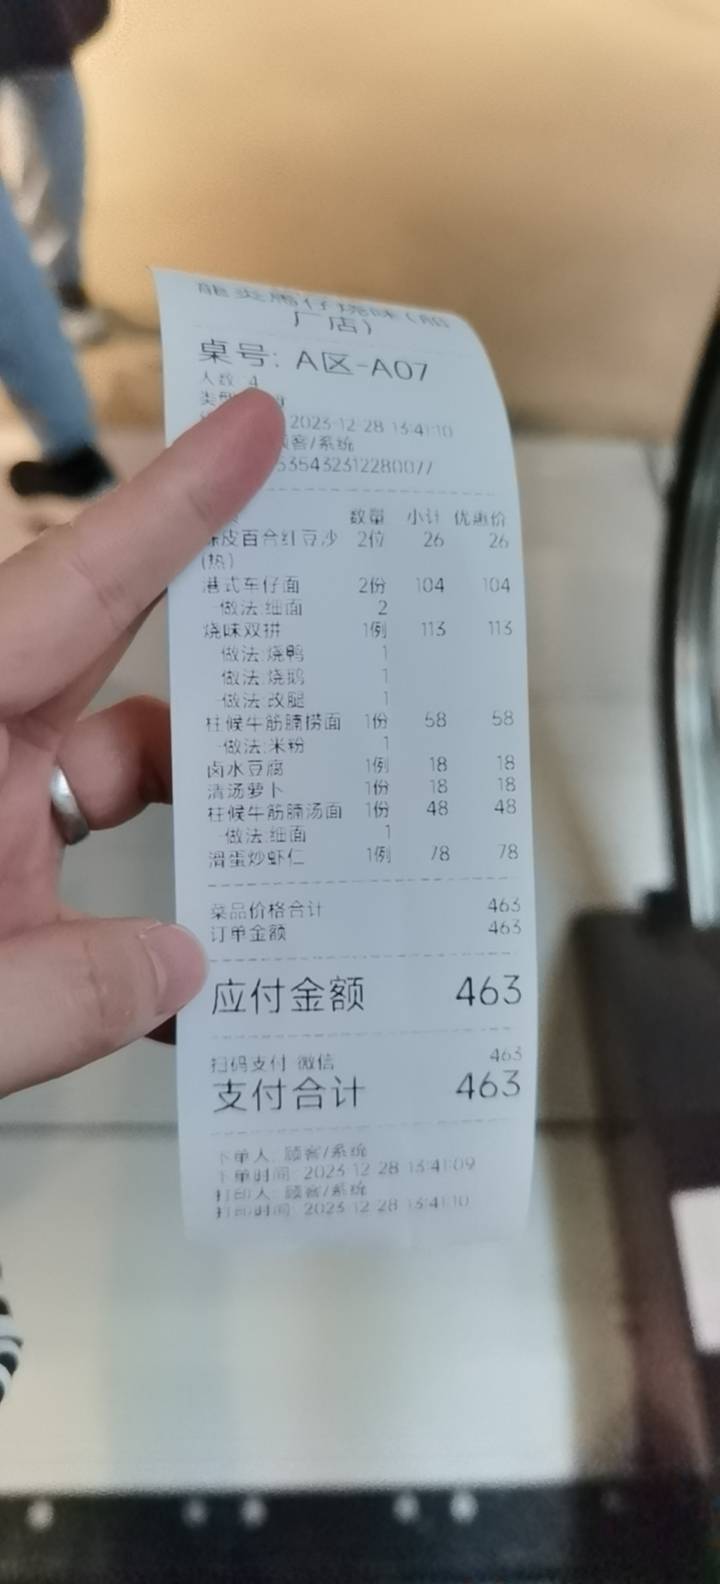 厂店)
桌号: A区-A07
人数: 4
类型
2023-12-28 13:41:10
顾客/系统
535432312280077
数量 小计 优惠价
陈皮百合红豆沙 2位 26 26
(热)
港式车仔面 2份 104 104
-做法:细面 2
烧味双拼 1例 113 113
做法:烧鸭 1
做法:烧鹅 1
-做法:改腿 1
柱候牛筋腩捞面 1份 58 58
-做法:米粉 1
卤水豆腐 1例 18 18
清汤萝卜 1份 18 18
柱候牛筋腩汤面 1份 48 48
-做法:细面 1
滑蛋炒虾仁 1例 78 78
菜品价格合计 463
订单金额 463
应付金额 463
扫码支付 微信 463
支付合计 463
下单人: 顾客/系统
下单时间: 2023-12-28 13:41:09
打印人: 顾客/系统
打印时间: 2023-12-28 13:41:10